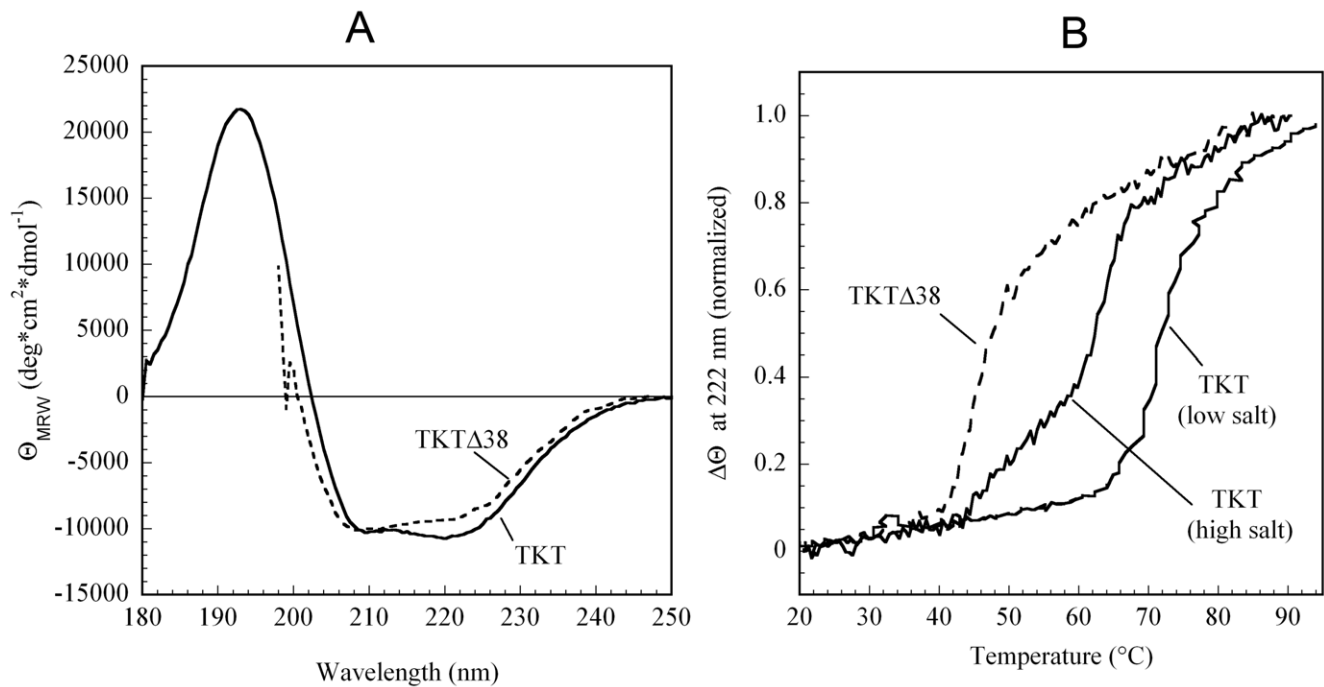 A
25000
20000
15000
10000
5000
0
-5000
-10000
-15000
Θ_MRW (deg*cm²*dmol⁻¹)
TKTΔ38
TKT
180 190 200 210 220 230 240 250
Wavelength (nm)
B
1.0
0.8
0.6
0.4
0.2
0
ΔΘ at 222 nm (normalized)
TKTΔ38
TKT
(low salt)
TKT
(high salt)
20 30 40 50 60 70 80 90
Temperature (°C)